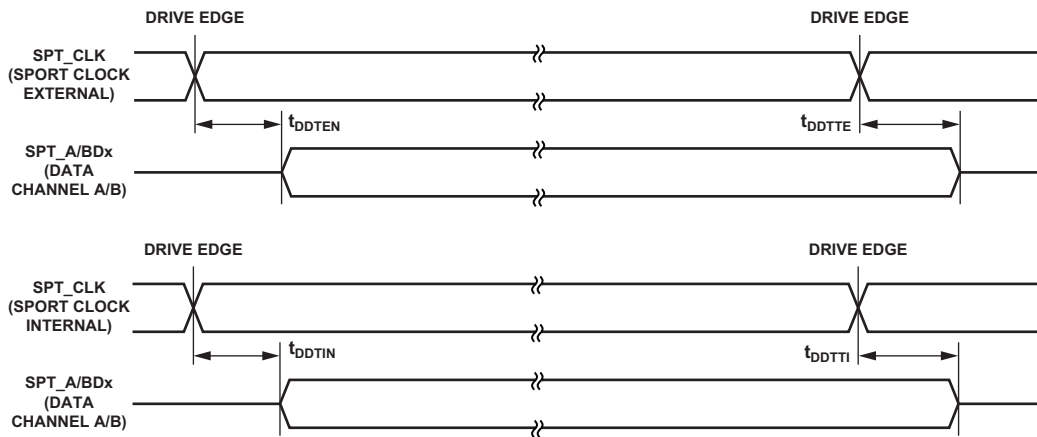 DRIVE EDGE
DRIVE EDGE
SPT_CLK
(SPORT CLOCK
EXTERNAL)
tDDTEN
tDDTTE
SPT_A/BDx
(DATA
CHANNEL A/B)
DRIVE EDGE
DRIVE EDGE
SPT_CLK
(SPORT CLOCK
INTERNAL)
tDDTIN
tDDTTI
SPT_A/BDx
(DATA
CHANNEL A/B)